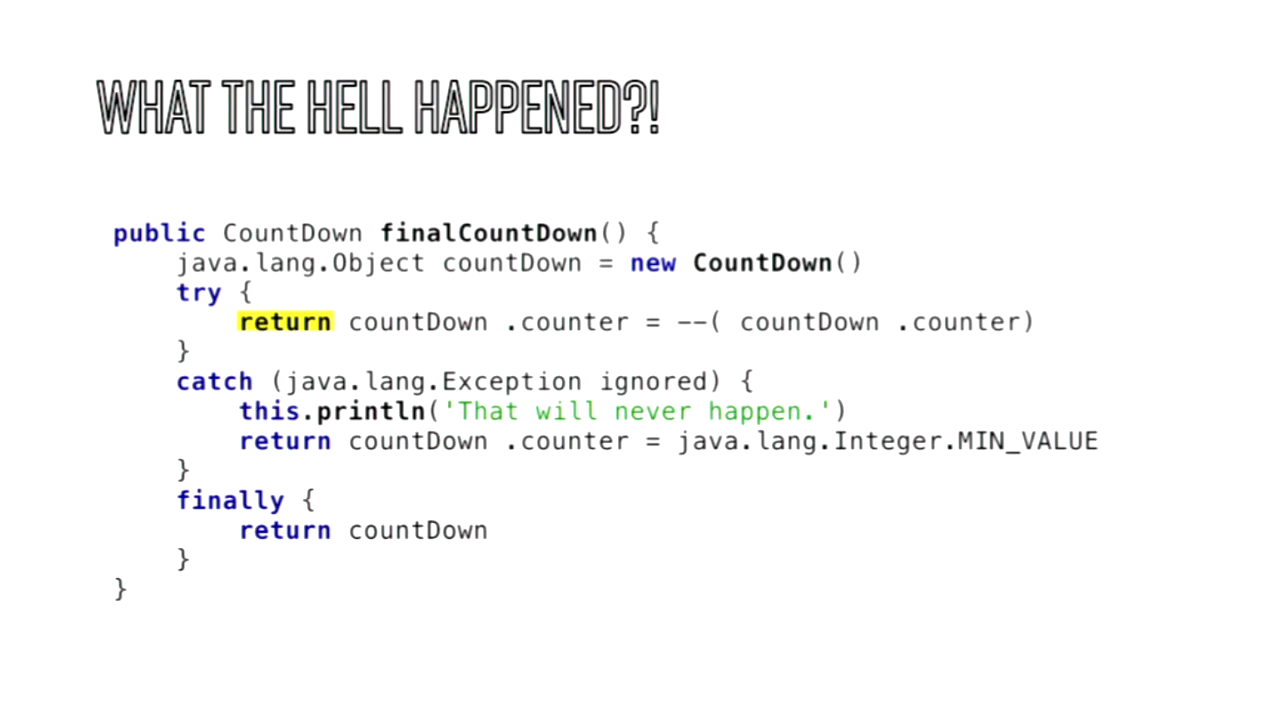 WHAT THE HELL HAPPENED?!
public CountDown finalCountDown() {
java.lang.Object countDown = new CountDown()
try {
return countDown .counter = --( countDown .counter)
}
catch (java.lang.Exception ignored) {
this.println('That will never happen.')
return countDown .counter = java.lang.Integer.MIN_VALUE
}
finally {
return countDown
}
}